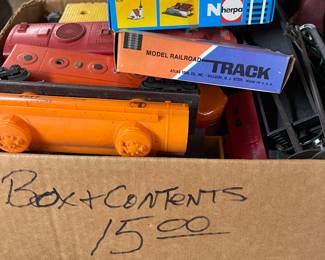 Nherpa
MODEL RAILROAD
TRACK
BOX + CONTENTS
15.00